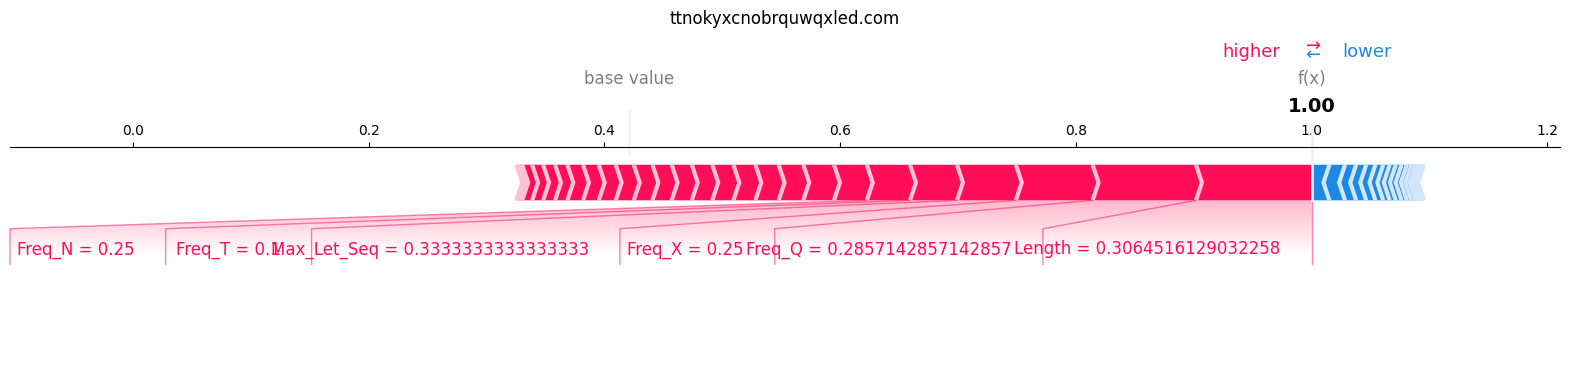 ttnokyxcnobrquwqxled.com
higher ⇄ lower
base value f(x)
1.00
0.0 0.2 0.4 0.6 0.8 1.0 1.2
Freq_N = 0.25 Freq_T = 0.1 Max_Let_Seq = 0.3333333333333333 Freq_X = 0.25 Freq_Q = 0.2857142857142857 Length = 0.3064516129032258